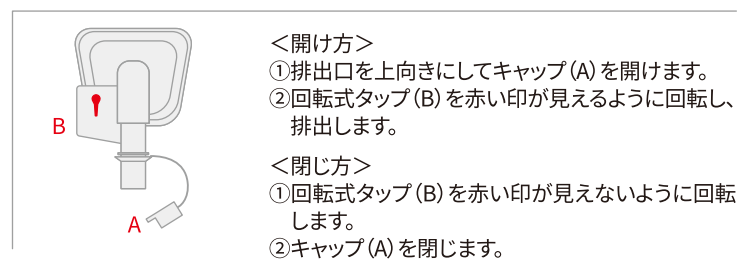 ＜開け方＞
①排出口を上向きにしてキャップ（A）を開けます。
②回転式タップ（B）を赤い印が見えるように回転し、
排出します。
B
＜閉じ方＞
①回転式タップ（B）を赤い印が見えないように回転
します。
A
②キャップ（A）を閉じます。